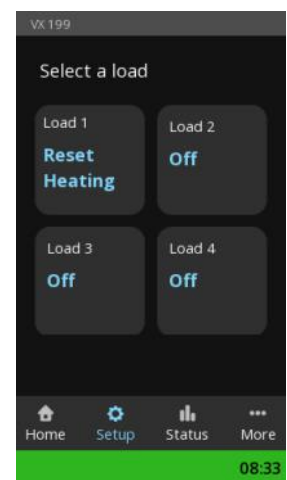 VX 199
Select a load
Load 1
Reset
Heating
Load 2
Off
Load 3
Off
Load 4
Off
Home Setup Status More
08:33